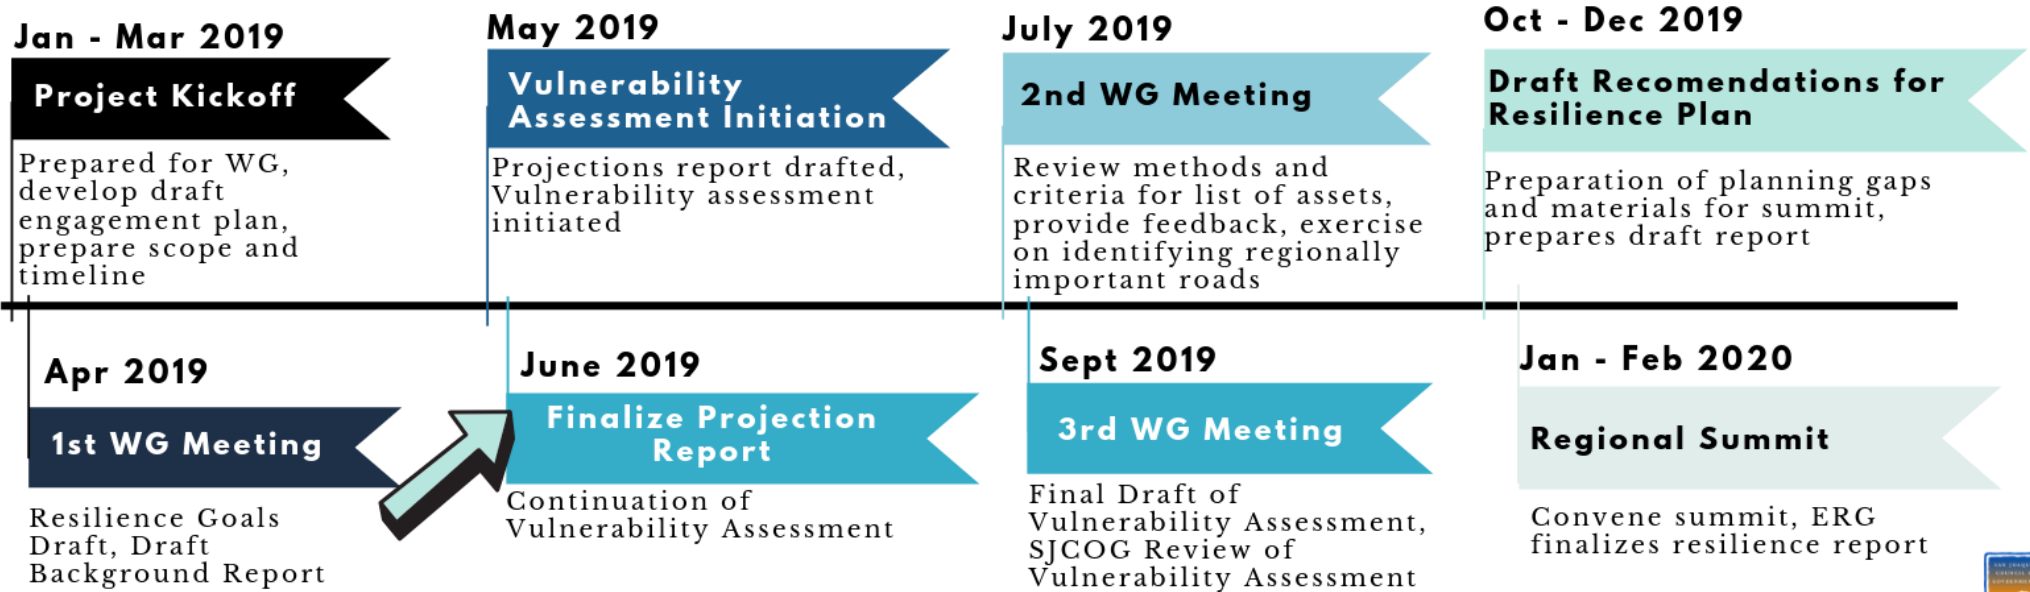 Jan - Mar 2019
Project Kickoff
Prepared for WG,
develop draft
engagement plan,
prepare scope and
timeline
May 2019
Vulnerability
Assessment Initiation
Projections report drafted,
Vulnerability assessment
initiated
July 2019
2nd WG Meeting
Review methods and
criteria for list of assets,
provide feedback, exercise
on identifying regionally
important roads
Oct - Dec 2019
Draft Recomendations for
Resilience Plan
Preparation of planning gaps
and materials for summit,
prepares draft report
Apr 2019
1st WG Meeting
Resilience Goals
Draft, Draft
Background Report
June 2019
Finalize Projection
Report
Continuation of
Vulnerability Assessment
Sept 2019
3rd WG Meeting
Final Draft of
Vulnerability Assessment,
SJCOG Review of
Vulnerability Assessment
Jan - Feb 2020
Regional Summit
Convene summit, ERG
finalizes resilience report